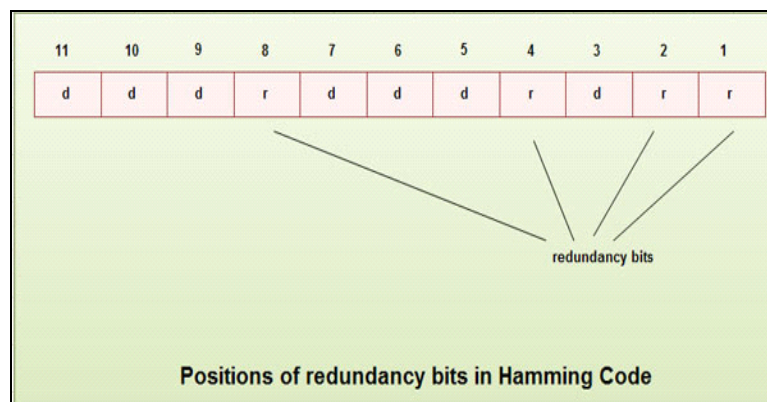 11 10 9 8 7 6 5 4 3 2 1
d d d r d d d r d r r
redundancy bits
Positions of redundancy bits in Hamming Code